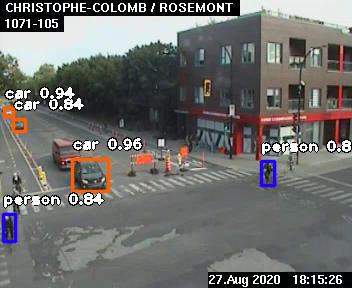 CHRISTOPHE-COLOMB / ROSEMONT
1071-105
car 0.94
car 0.84
car 0.96
person 0.8
person 0.84
27.Aug 2020 18:15:26